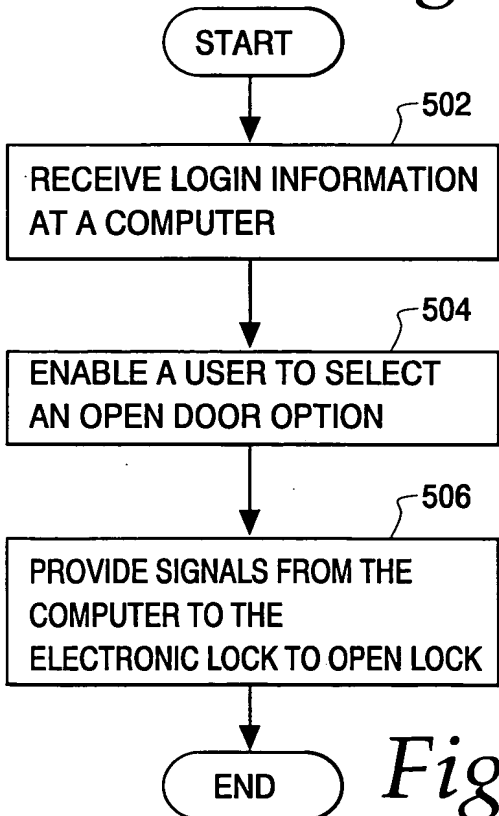 START
502
RECEIVE LOGIN INFORMATION
AT A COMPUTER
504
ENABLE A USER TO SELECT
AN OPEN DOOR OPTION
506
PROVIDE SIGNALS FROM THE
COMPUTER TO THE
ELECTRONIC LOCK TO OPEN LOCK
END
Fig